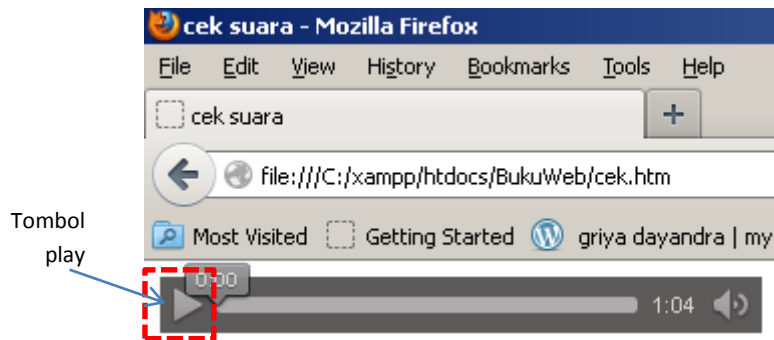 cek suara - Mozilla Firefox
File Edit View History Bookmarks Tools Help
cek suara +
file:///C:/xampp/htdocs/BukuWeb/cek.htm
Most Visited Getting Started griya dayandra | my
Tombol
play
0:00
1:04